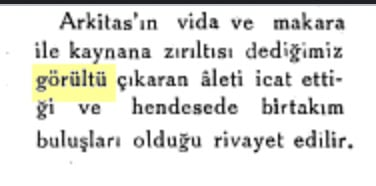 Arkitas'ın vida ve makara
ile kaynana zırıltısı dediğimiz
görültü çıkaran âleti icat etti-
ği ve hendesede birtakım
buluşları olduğu rivayet edilir.